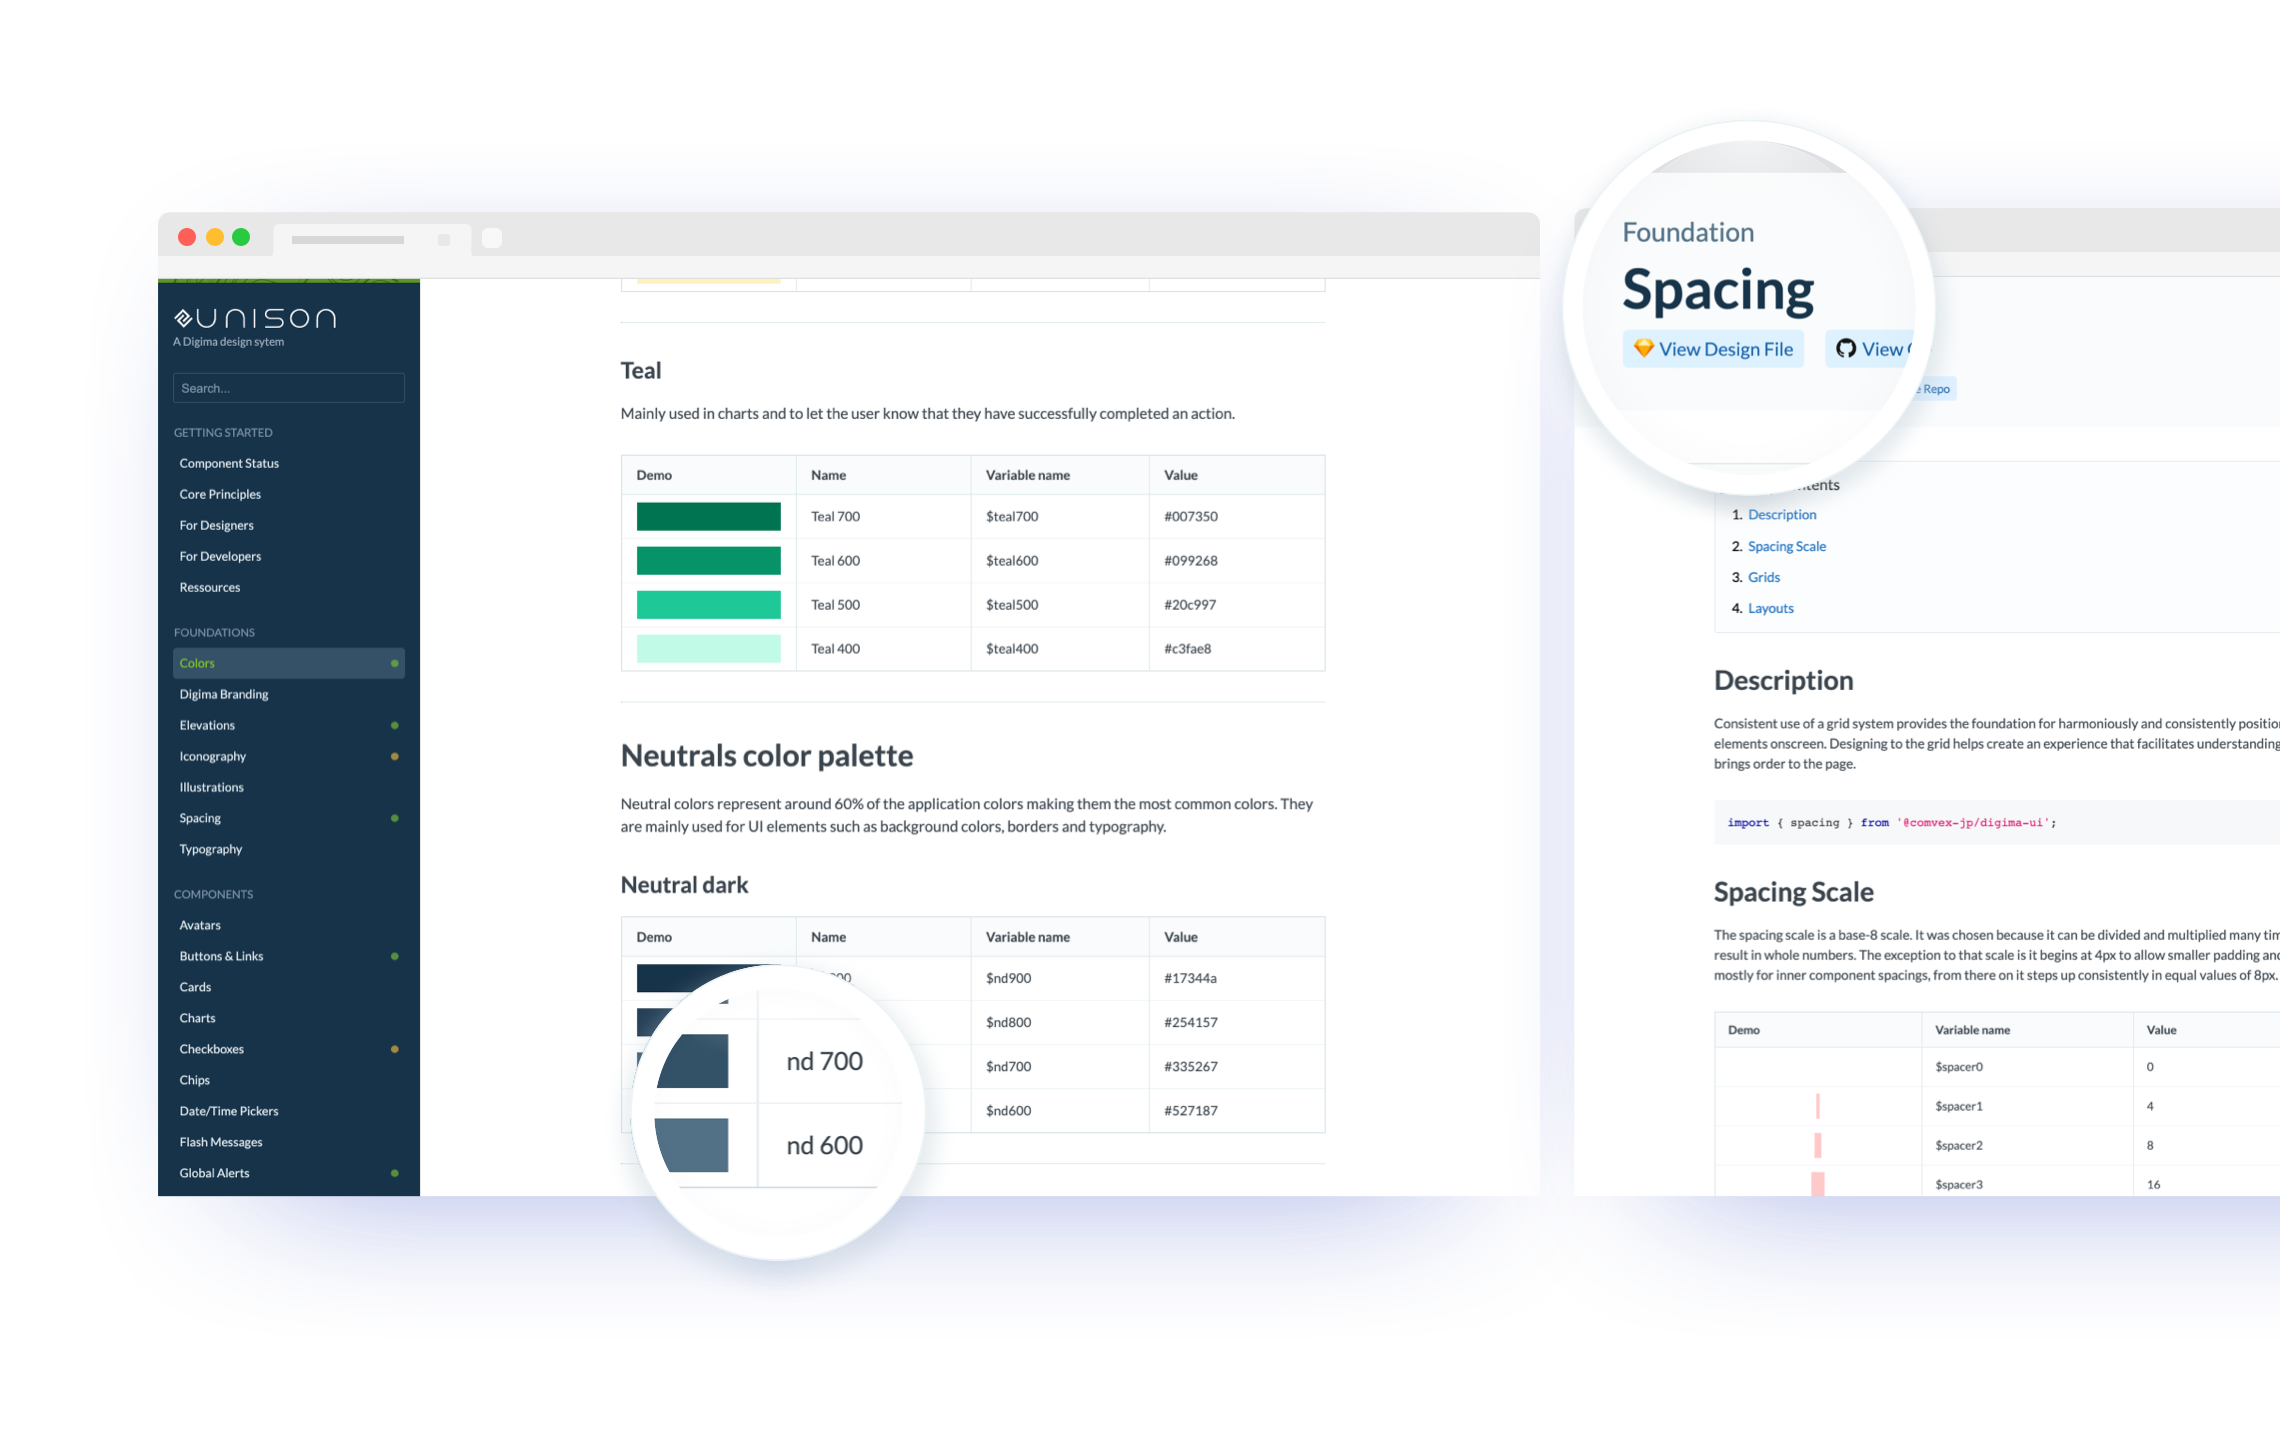 UNISON
A Digima design sytem
Search...
GETTING STARTED
Component Status
Core Principles
For Designers
For Developers
Ressources
FOUNDATIONS
Colors
Digima Branding
Elevations
Iconography
Illustrations
Spacing
Typography
COMPONENTS
Avatars
Buttons & Links
Cards
Charts
Checkboxes
Chips
Date/Time Pickers
Flash Messages
Global Alerts
Teal
Mainly used in charts and to let the user know that they have successfully completed an action.
Demo Name Variable name Value
Teal 700 $teal700 #007350
Teal 600 $teal600 #099268
Teal 500 $teal500 #20c997
Teal 400 $teal400 #c3fae8
Neutrals color palette
Neutral colors represent around 60% of the application colors making them the most common colors. They
are mainly used for UI elements such as background colors, borders and typography.
Neutral dark
Demo Name Variable name Value
$nd900 #17344a
$nd800 #254157
$nd700 #335267
$nd600 #527187
nd 700
nd 600
Foundation
Spacing
View Design File View
Repo
1. Description
2. Spacing Scale
3. Grids
4. Layouts
Description
Consistent use of a grid system provides the foundation for harmoniously and consistently
elements onscreen. Designing to the grid helps create an experience that facilitates understanding
brings order to the page.
import { spacing } from '@comvex-jp/digima-ui';
Spacing Scale
The spacing scale is a base-8 scale. It was chosen because it can be divided and multiplied many
result in whole numbers. The exception to that scale is it begins at 4px to allow smaller padding
mostly for inner component spacings, from there on it steps up consistently in equal values of 8px.
Demo Variable name Value
$spacer0 0
$spacer1 4
$spacer2 8
$spacer3 16